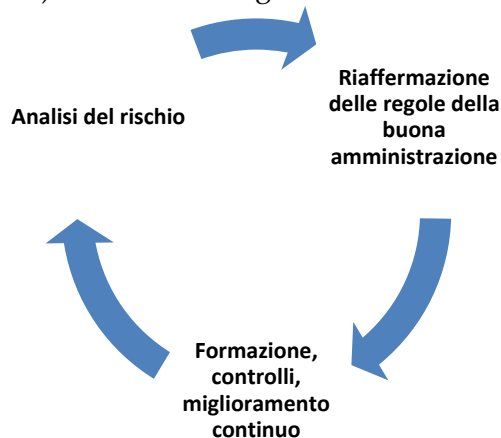 Analisi del rischio
Riaffermazione
delle regole della
buona
amministrazione
Formazione,
controlli,
miglioramento
continuo